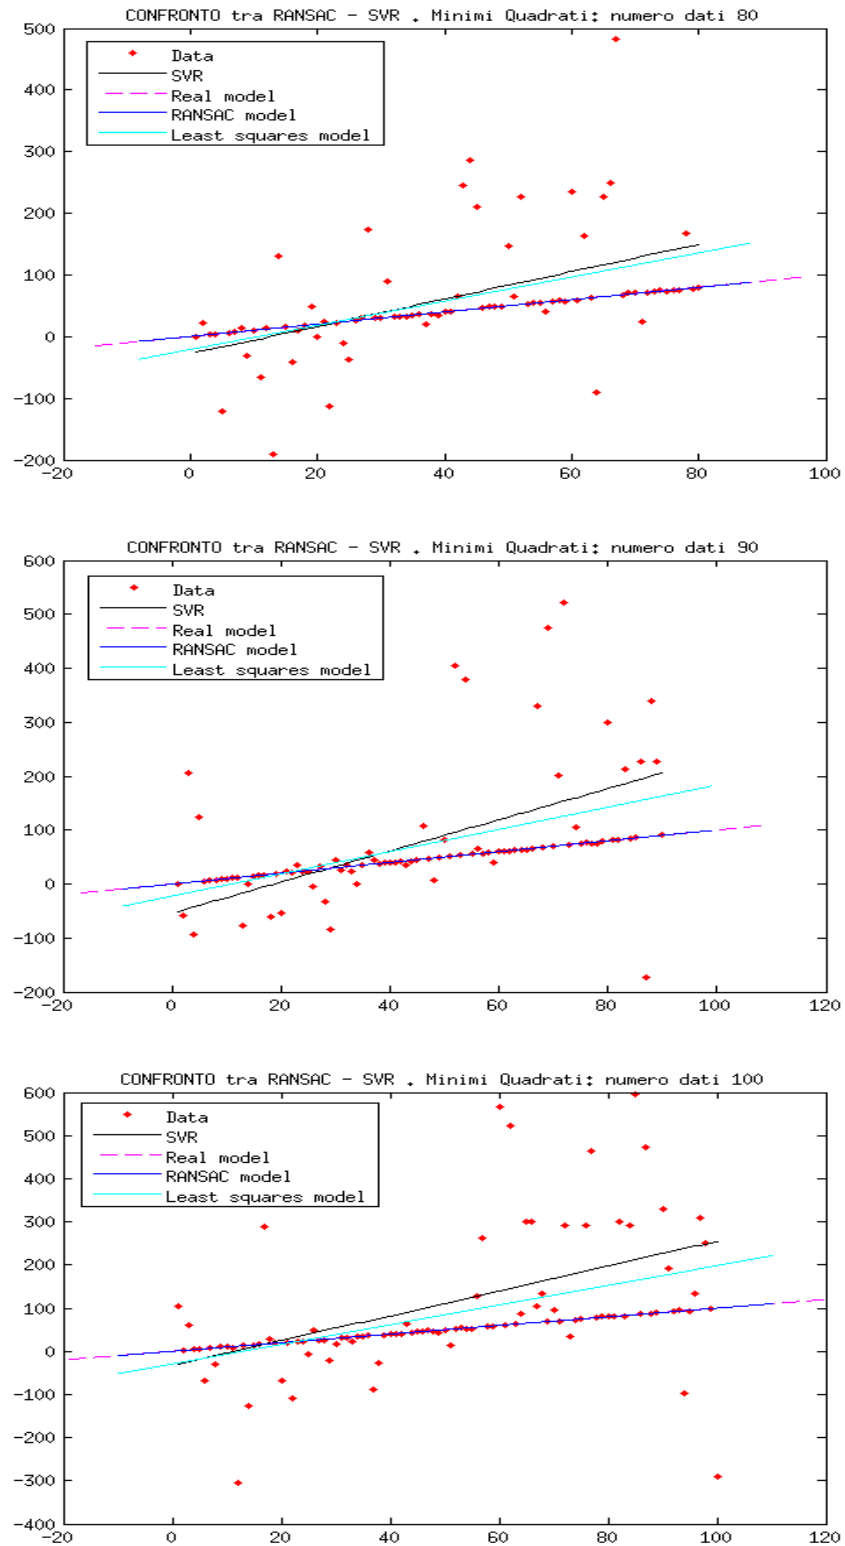 CONFRONTO tra RANSAC - SVR . Minimi Quadrati: numero dati 80
500
400
300
200
100
0
-100
-200
Data
SVR
Real model
RANSAC model
Least squares model
-20 0 20 40 60 80 100
CONFRONTO tra RANSAC - SVR . Minimi Quadrati: numero dati 90
600
500
400
300
200
100
0
-100
-200
Data
SVR
Real model
RANSAC model
Least squares model
-20 0 20 40 60 80 100 120
CONFRONTO tra RANSAC - SVR . Minimi Quadrati: numero dati 100
600
500
400
300
200
100
0
-100
-200
-300
-400
Data
SVR
Real model
RANSAC model
Least squares model
-20 0 20 40 60 80 100 120